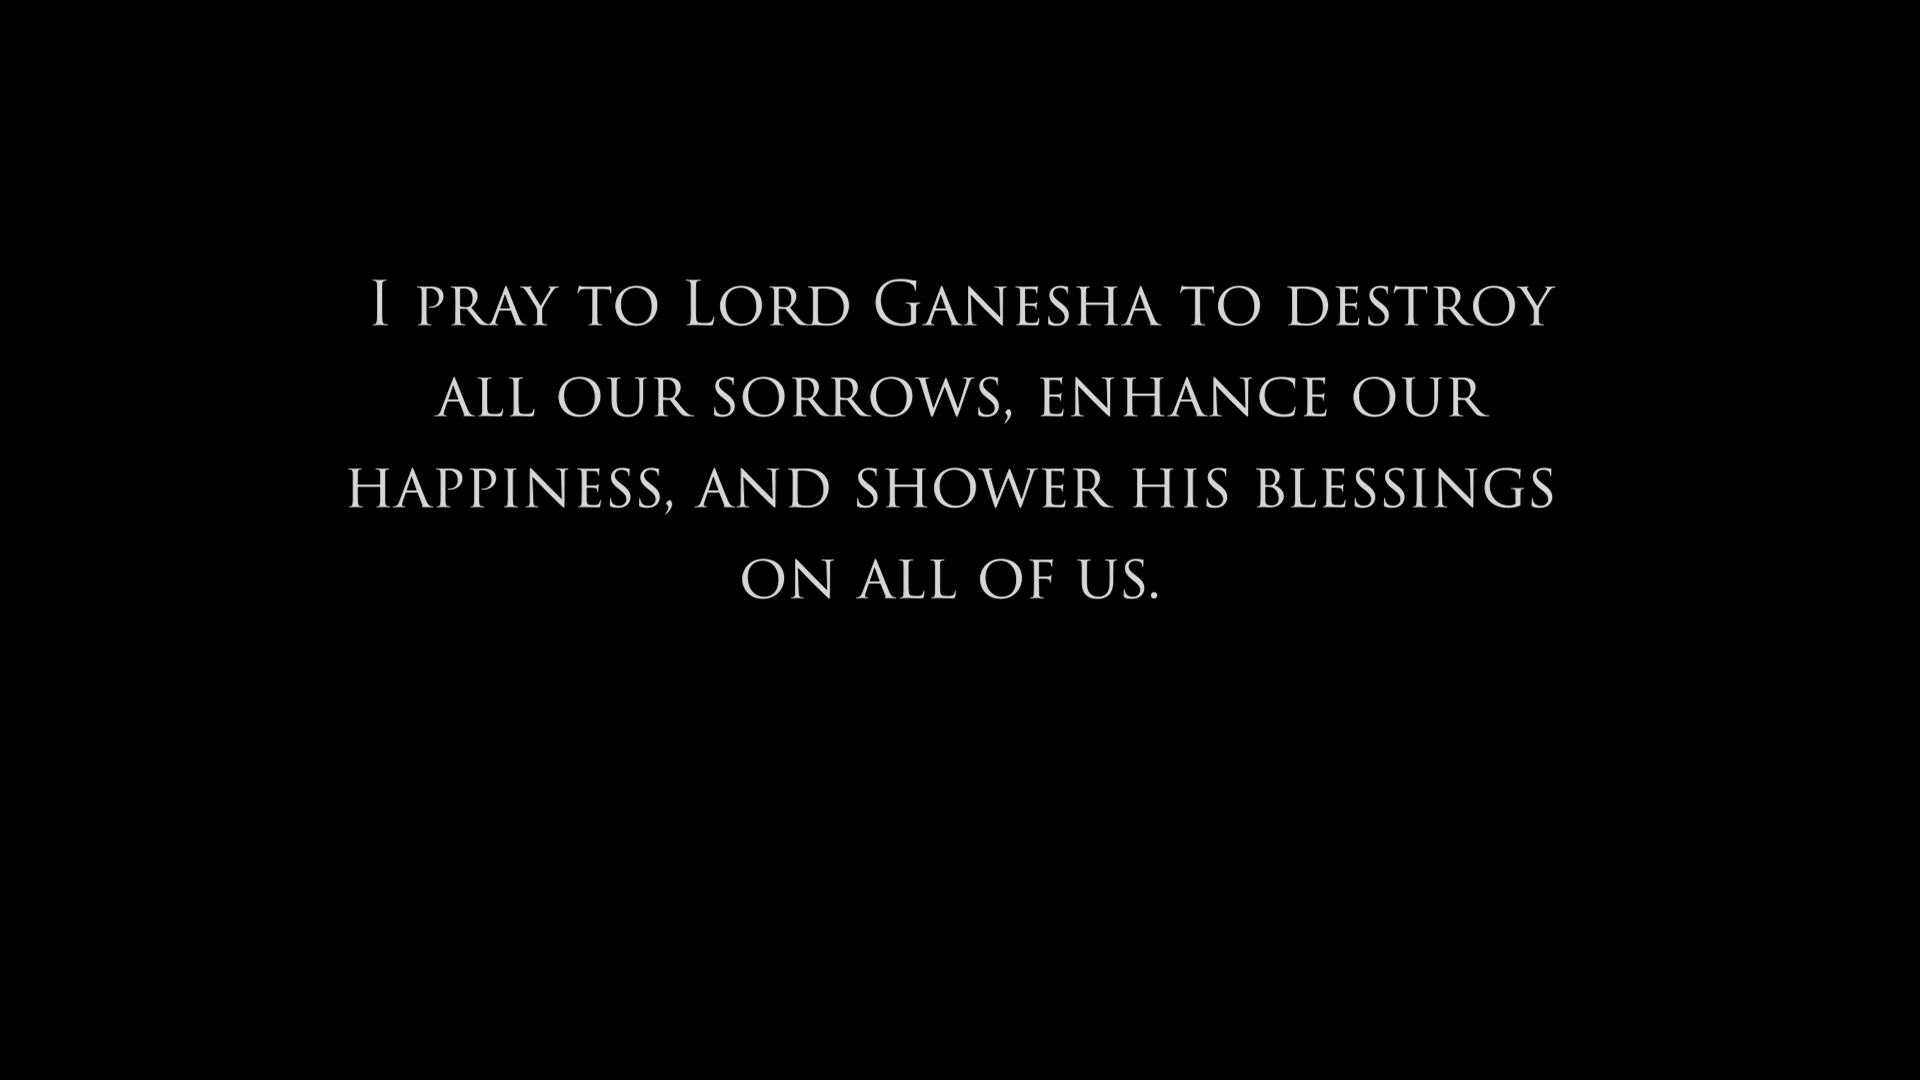 I pray to Lord Ganesha to destroy
all our sorrows, enhance our
happiness, and shower his blessings
on all of us.